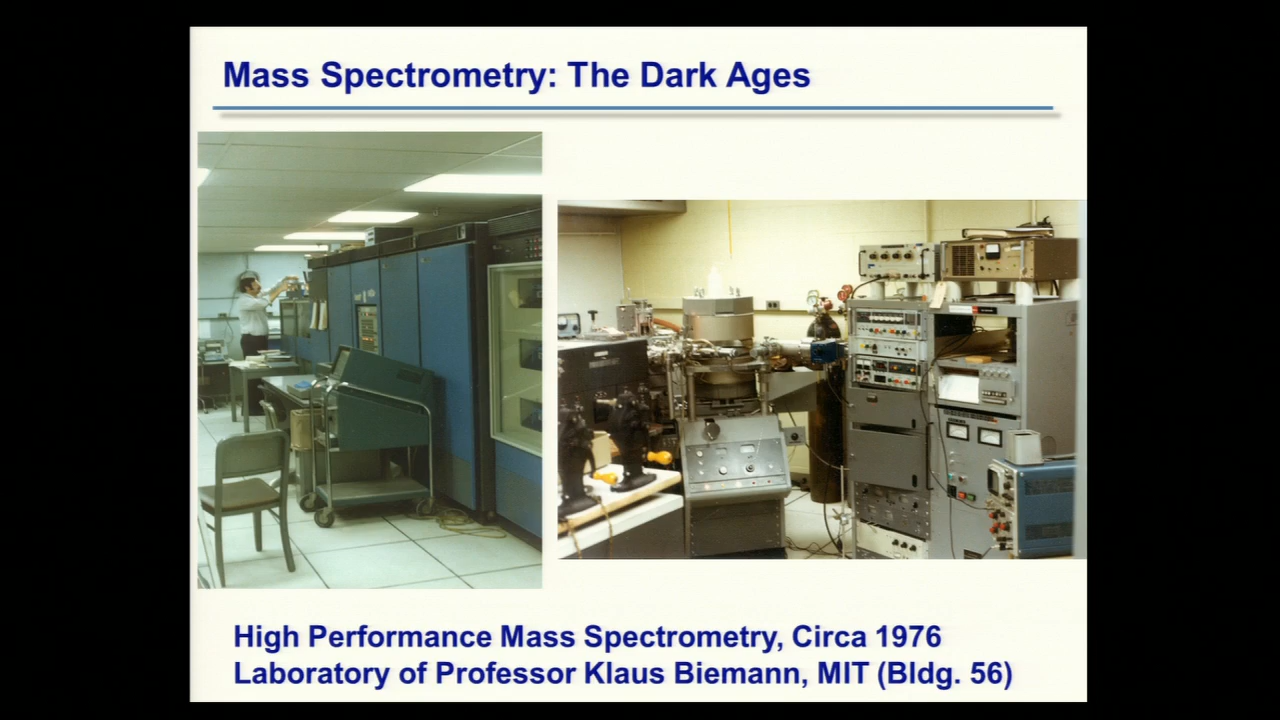 Mass Spectrometry: The Dark Ages
High Performance Mass Spectrometry, Circa 1976
Laboratory of Professor Klaus Biemann, MIT (Bldg. 56)